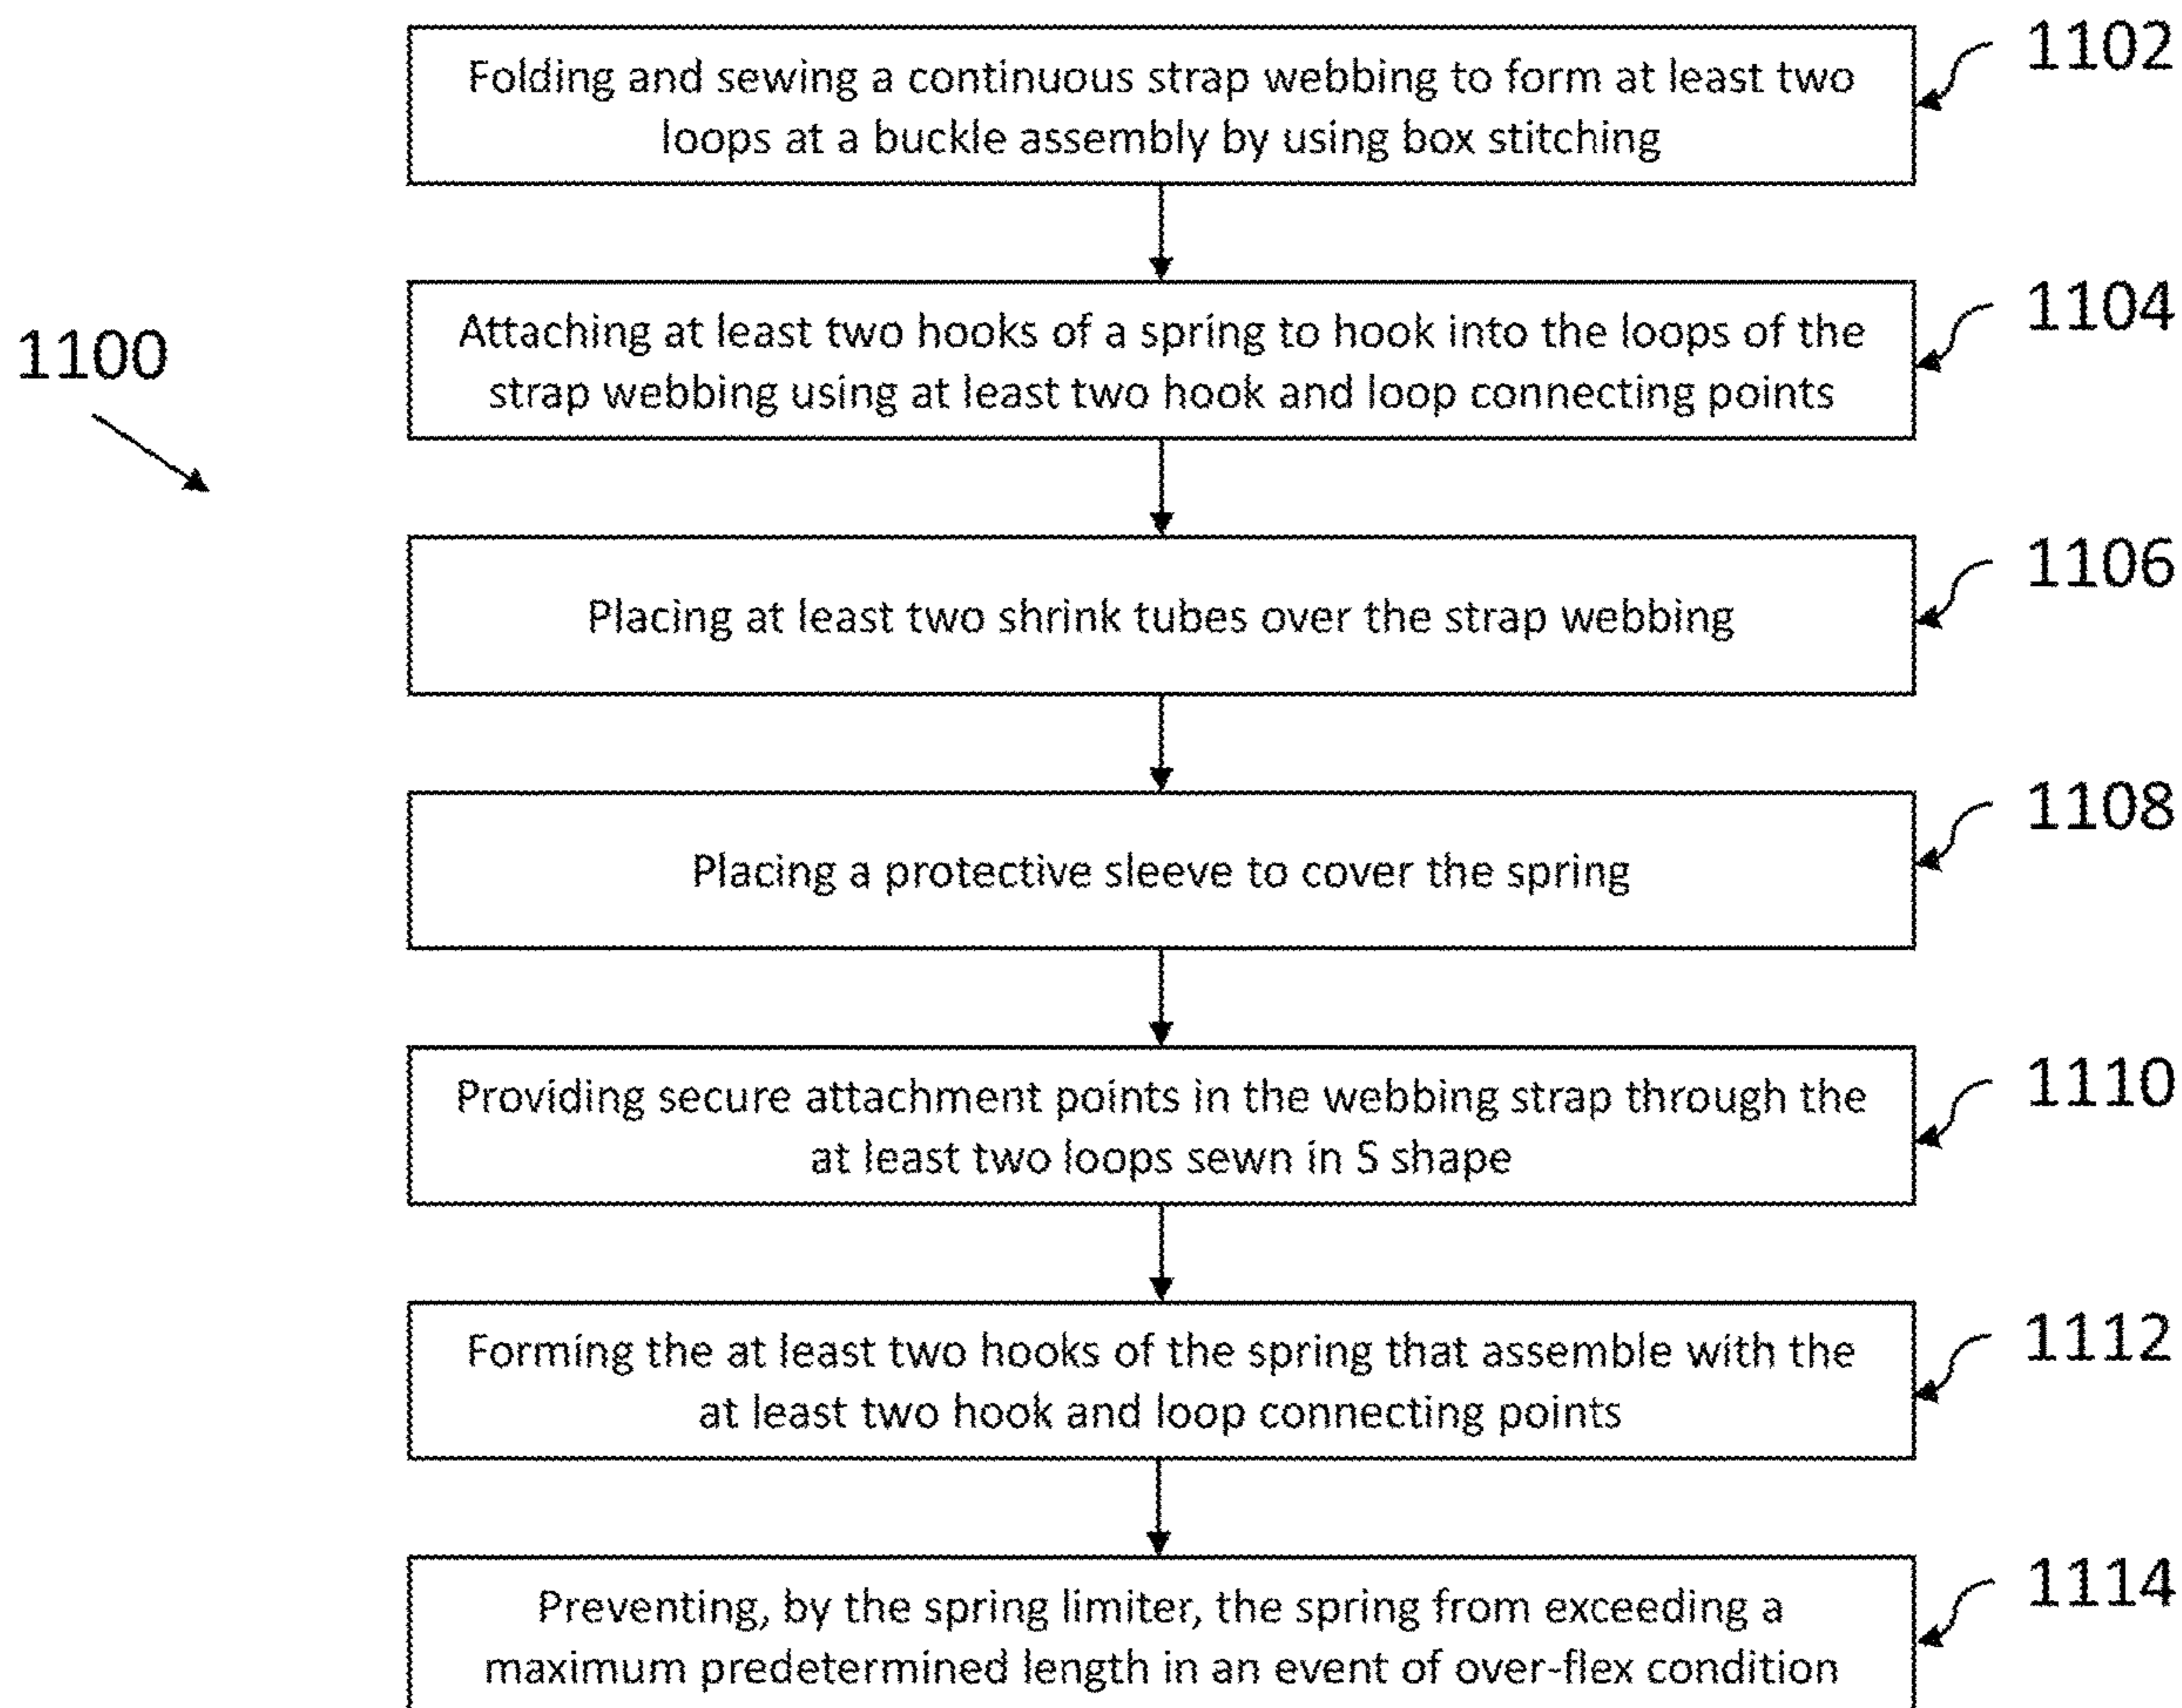 Folding and sewing a continuous strap webbing to form at least two
loops at a buckle assembly by using box stitching
1102
Attaching at least two hooks of a spring to hook into the loops of the
strap webbing using at least two hook and loop connecting points
1104
1100
Placing at least two shrink tubes over the strap webbing
1106
Placing a protective sleeve to cover the spring
1108
Providing secure attachment points in the webbing strap through the
at least two loops sewn in S shape
1110
Forming the at least two hooks of the spring that assemble with the
at least two hook and loop connecting points
1112
Preventing, by the spring limiter, the spring from exceeding a
maximum predetermined length in an event of over-flex condition
1114